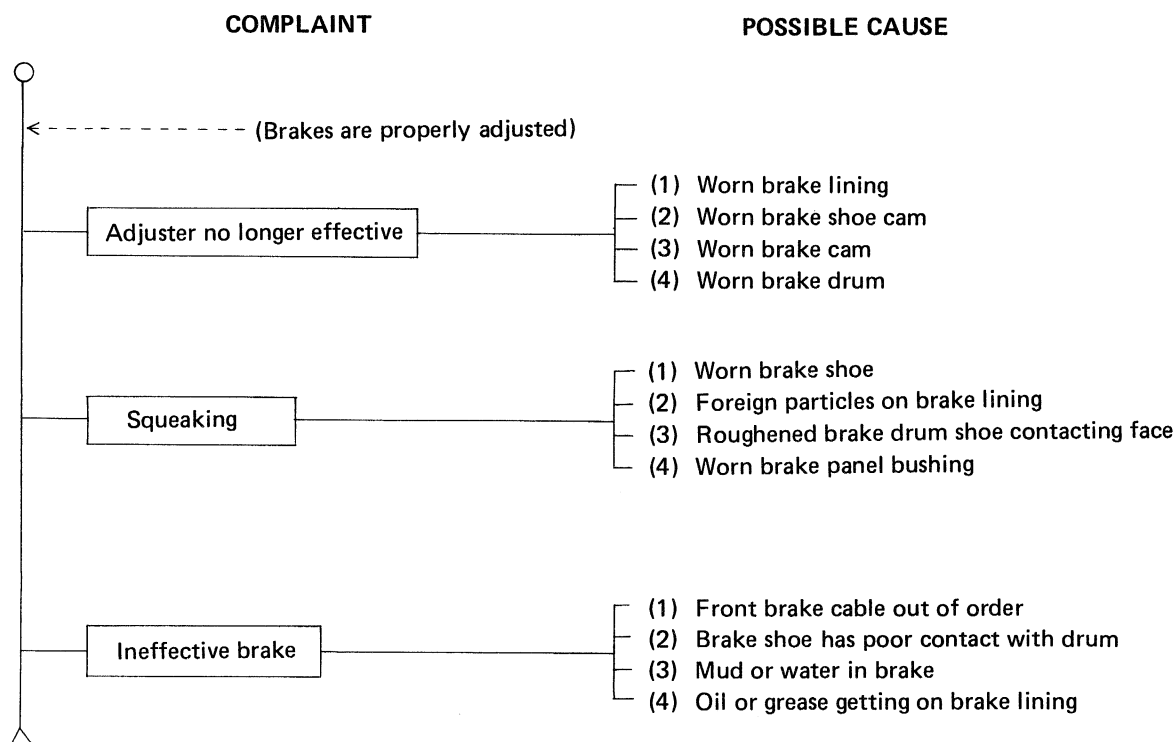 COMPLAINT
POSSIBLE CAUSE
(Brakes are properly adjusted)
Adjuster no longer effective
(1) Worn brake lining
(2) Worn brake shoe cam
(3) Worn brake cam
(4) Worn brake drum
Squeaking
(1) Worn brake shoe
(2) Foreign particles on brake lining
(3) Roughened brake drum shoe contacting face
(4) Worn brake panel bushing
Ineffective brake
(1) Front brake cable out of order
(2) Brake shoe has poor contact with drum
(3) Mud or water in brake
(4) Oil or grease getting on brake lining